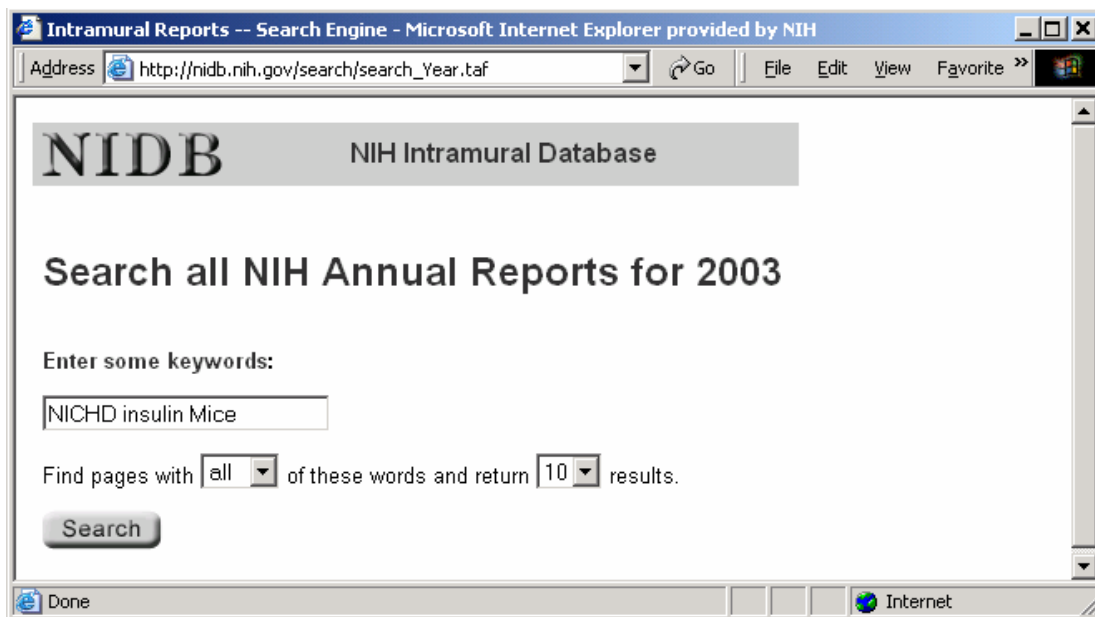 Intramural Reports -- Search Engine - Microsoft Internet Explorer provided by NIH
Address http://nidb.nih.gov/search/search_Year.taf Go File Edit View Favorite »
NIDB NIH Intramural Database
Search all NIH Annual Reports for 2003
Enter some keywords:
NICHD insulin Mice
Find pages with all of these words and return 10 results.
Search
Done Internet